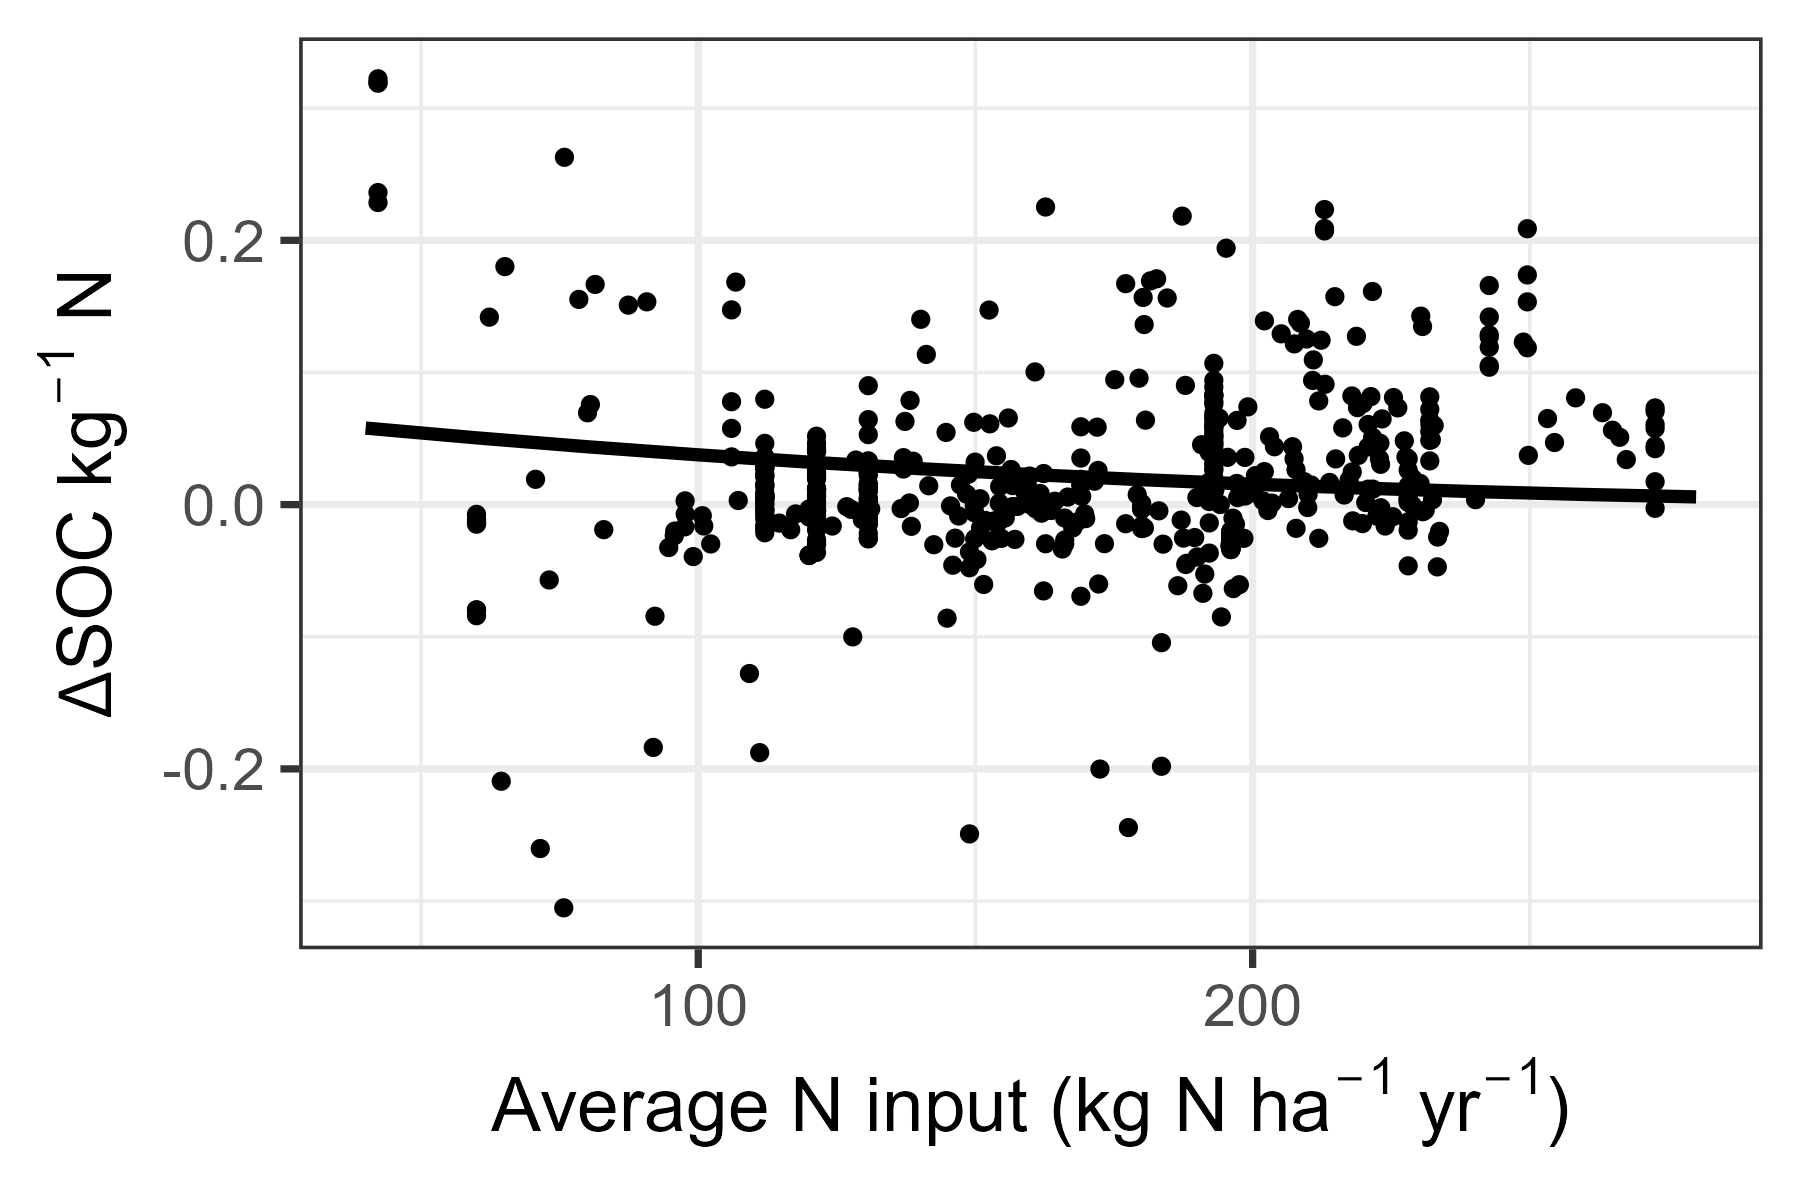 ΔSOC kg⁻¹ N
0.2
0.0
-0.2
100 200
Average N input (kg N ha⁻¹ yr⁻¹)